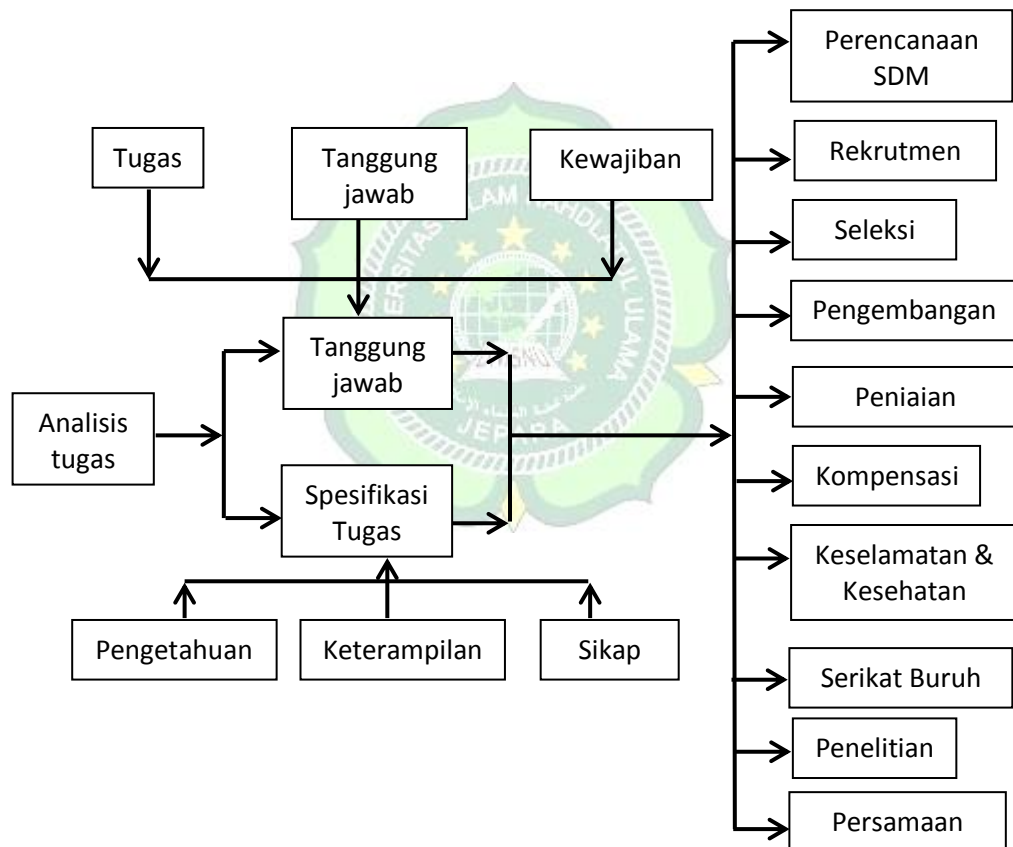 Perencanaan
SDM
Tugas
Tanggung
jawab
Kewajiban
Rekrutmen
Seleksi
Pengembangan
Tanggung
jawab
Analisis
tugas
Peniaian
Spesifikasi
Tugas
Kompensasi
Keselamatan &
Kesehatan
Pengetahuan
Keterampilan
Sikap
Serikat Buruh
Penelitian
Persamaan
JEPARA